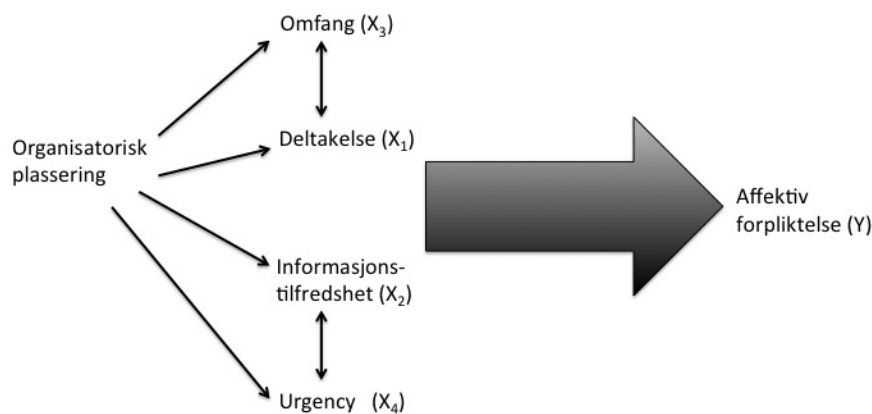 Omfang (X₃)
Deltakelse (X₁)
Organisatorisk
plassering
Affektiv
forpliktelse (Y)
Informasjons-
tilfredshet (X₂)
Urgency (X₄)